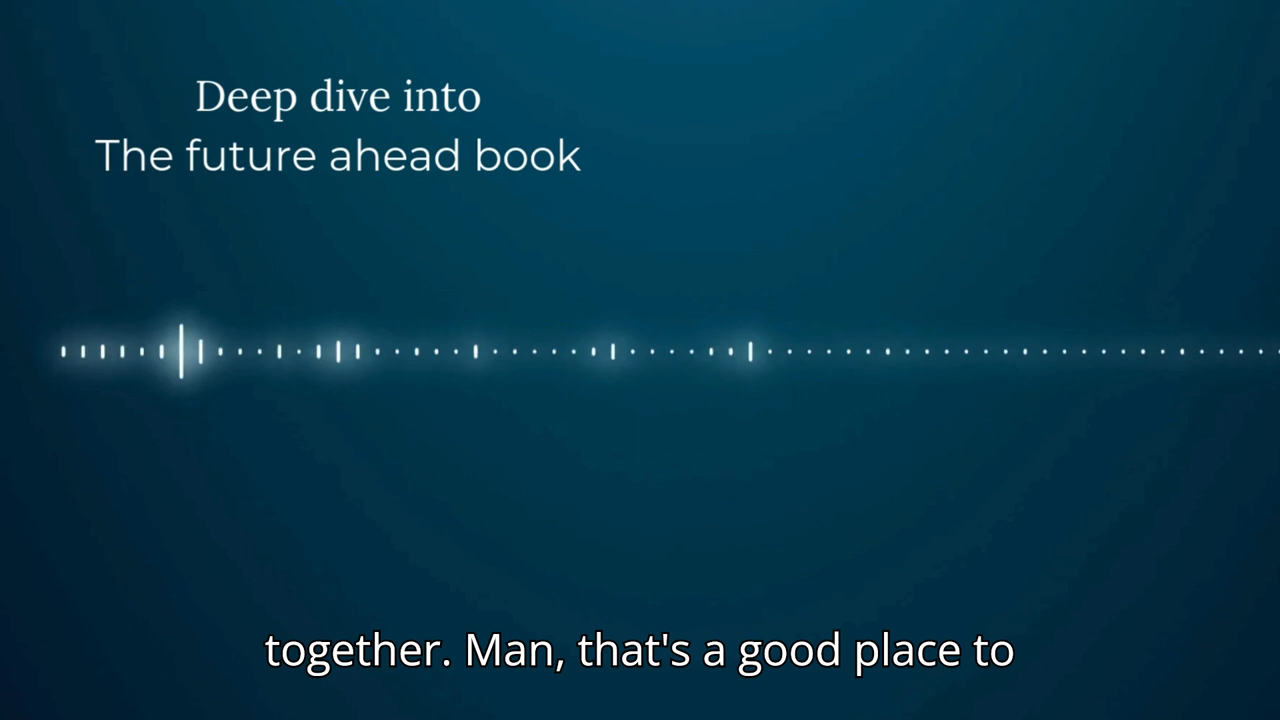 Deep dive into
The future ahead book
together. Man, that's a good place to